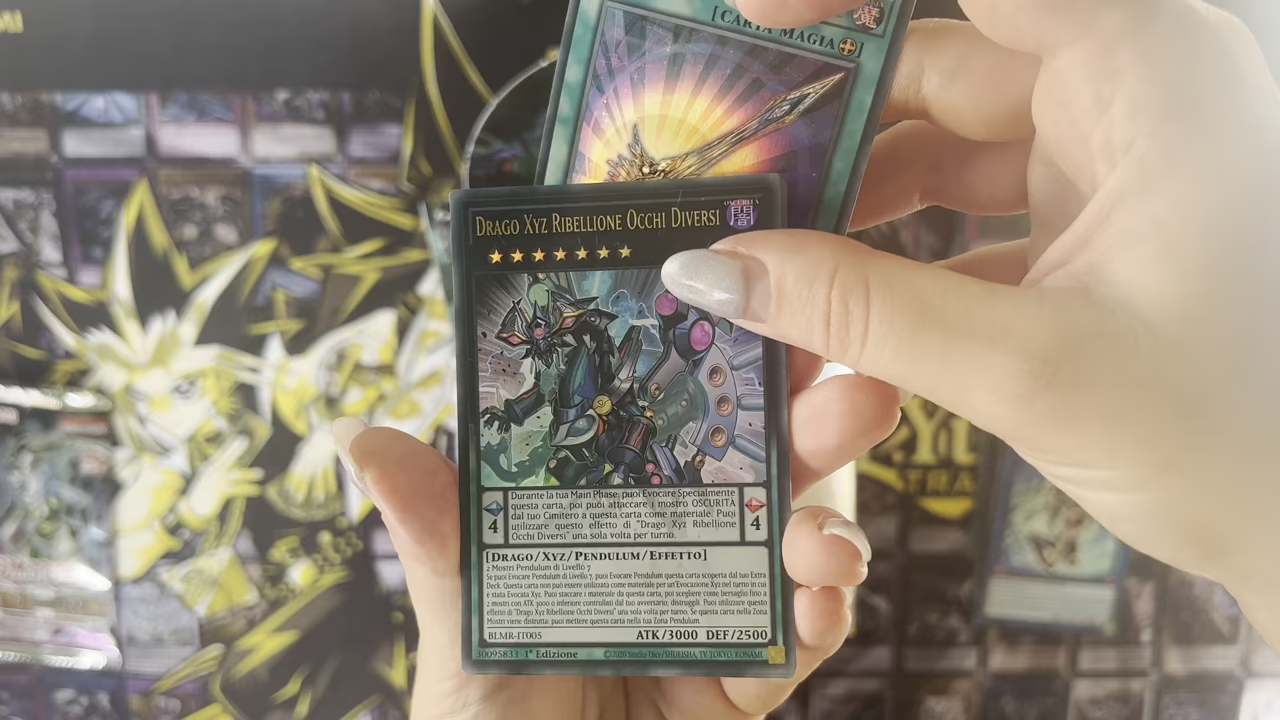 [CARTA MAGIA
魔
DRAGO XYZ RIBELLIONE OCCHI DIVERSI
OSCURITÀ
闇
Durante la tua Main Phase: puoi Evocare Specialmente
questa carta, poi puoi attaccare 1 mostro OSCURITÀ
dal tuo Cimitero a questa carta come materiale. Puoi
utilizzare questo effetto di "Drago Xyz Ribellione
Occhi Diversi" una sola volta per turno.
4
4
[DRAGO/XYZ/PENDULUM/EFFETTO]
2 Mostri Pendulum di Livello 7
Se puoi Evocare Pendulum di Livello 7, puoi Evocare Pendulum questa carta scoperta dal tuo Extra
Deck. Questa carta non può essere utilizzata come materiale per un'Evocazione Xyz nel turno in cui
è stata Evocata Xyz. Puoi staccare 1 materiale da questa carta, poi scegliere come bersaglio fino a
2 mostri con ATK 3000 o inferiore controllati dal tuo avversario; distruggili. Puoi utilizzare questo
effetto di "Drago Xyz Ribellione Occhi Diversi" una sola volta per turno. Se questa carta nella Zona
Mostri viene distrutta: puoi mettere questa carta nella tua Zona Pendulum.
BLMR-IT005
ATK/3000 DEF/2500
30095833 1ª Edizione
©2020 Studio Dice/SHUEISHA, TV TOKYO, KONAMI